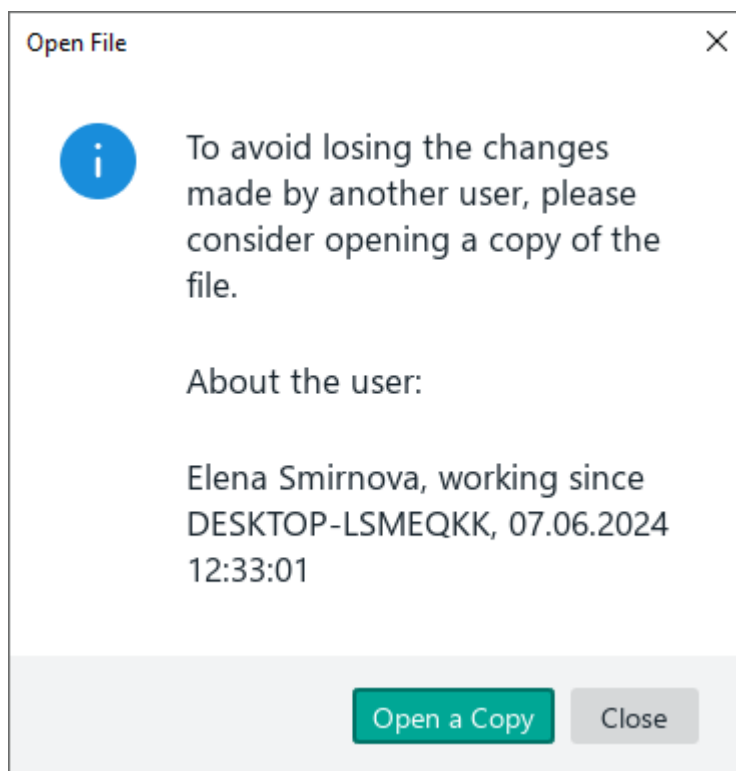 Open File
To avoid losing the changes
made by another user, please
consider opening a copy of the
file.
About the user:
Elena Smirnova, working since
DESKTOP-LSMEQKK, 07.06.2024
12:33:01
Open a Copy
Close